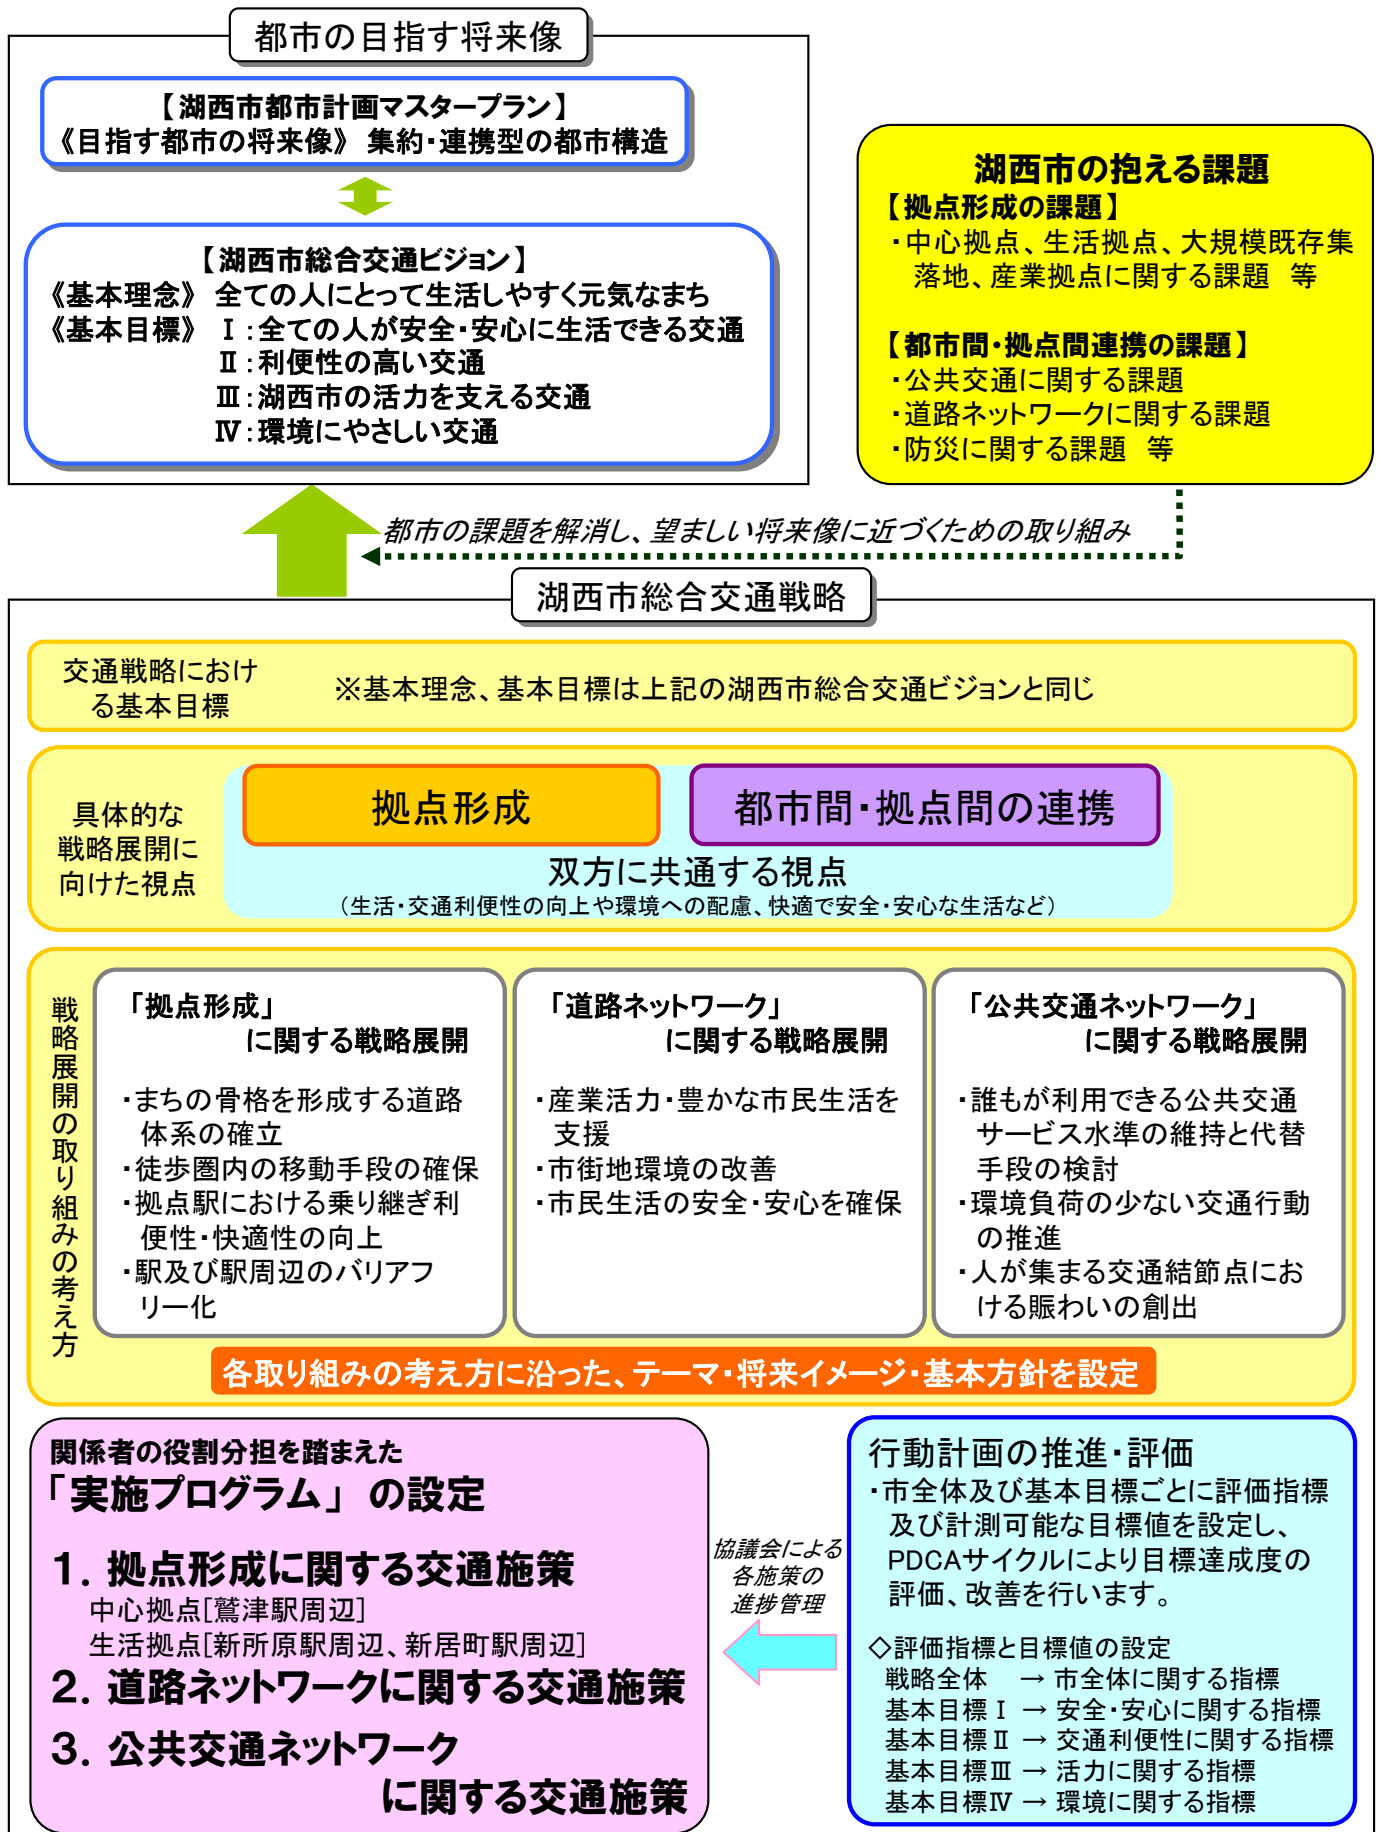 都市の目指す将来像
【湖西市都市計画マスタープラン】
《目指す都市の将来像》 集約・連携型の都市構造
【湖西市総合交通ビジョン】
《基本理念》 全ての人にとって生活しやすく元気なまち
《基本目標》 Ⅰ：全ての人が安全・安心に生活できる交通
Ⅱ：利便性の高い交通
Ⅲ：湖西市の活力を支える交通
Ⅳ：環境にやさしい交通
湖西市の抱える課題
【拠点形成の課題】
・中心拠点、生活拠点、大規模既存集
落地、産業拠点に関する課題 等
【都市間・拠点間連携の課題】
・公共交通に関する課題
・道路ネットワークに関する課題
・防災に関する課題 等
都市の課題を解消し、望ましい将来像に近づくための取り組み
湖西市総合交通戦略
交通戦略におけ
る基本目標
※基本理念、基本目標は上記の湖西市総合交通ビジョンと同じ
具体的な
戦略展開に
向けた視点
拠点形成
都市間・拠点間の連携
双方に共通する視点
（生活・交通利便性の向上や環境への配慮、快適で安全・安心な生活など）
戦略展開の取り組みの考え方
「拠点形成」
に関する戦略展開
・まちの骨格を形成する道路
体系の確立
・徒歩圏内の移動手段の確保
・拠点駅における乗り継ぎ利
便性・快適性の向上
・駅及び駅周辺のバリアフ
リー化
「道路ネットワーク」
に関する戦略展開
・産業活力・豊かな市民生活を
支援
・市街地環境の改善
・市民生活の安全・安心を確保
「公共交通ネットワーク」
に関する戦略展開
・誰もが利用できる公共交通
サービス水準の維持と代替
手段の検討
・環境負荷の少ない交通行動
の推進
・人が集まる交通結節点にお
ける賑わいの創出
各取り組みの考え方に沿った、テーマ・将来イメージ・基本方針を設定
関係者の役割分担を踏まえた
「実施プログラム」 の設定
１．拠点形成に関する交通施策
中心拠点［鷲津駅周辺］
生活拠点［新所原駅周辺、新居町駅周辺］
２．道路ネットワークに関する交通施策
３．公共交通ネットワーク
に関する交通施策
協議会による
各施策の
進捗管理
行動計画の推進・評価
・市全体及び基本目標ごとに評価指標
及び計測可能な目標値を設定し、
PDCAサイクルにより目標達成度の
評価、改善を行います。
◇評価指標と目標値の設定
戦略全体 → 市全体に関する指標
基本目標Ⅰ → 安全・安心に関する指標
基本目標Ⅱ → 交通利便性に関する指標
基本目標Ⅲ → 活力に関する指標
基本目標Ⅳ → 環境に関する指標